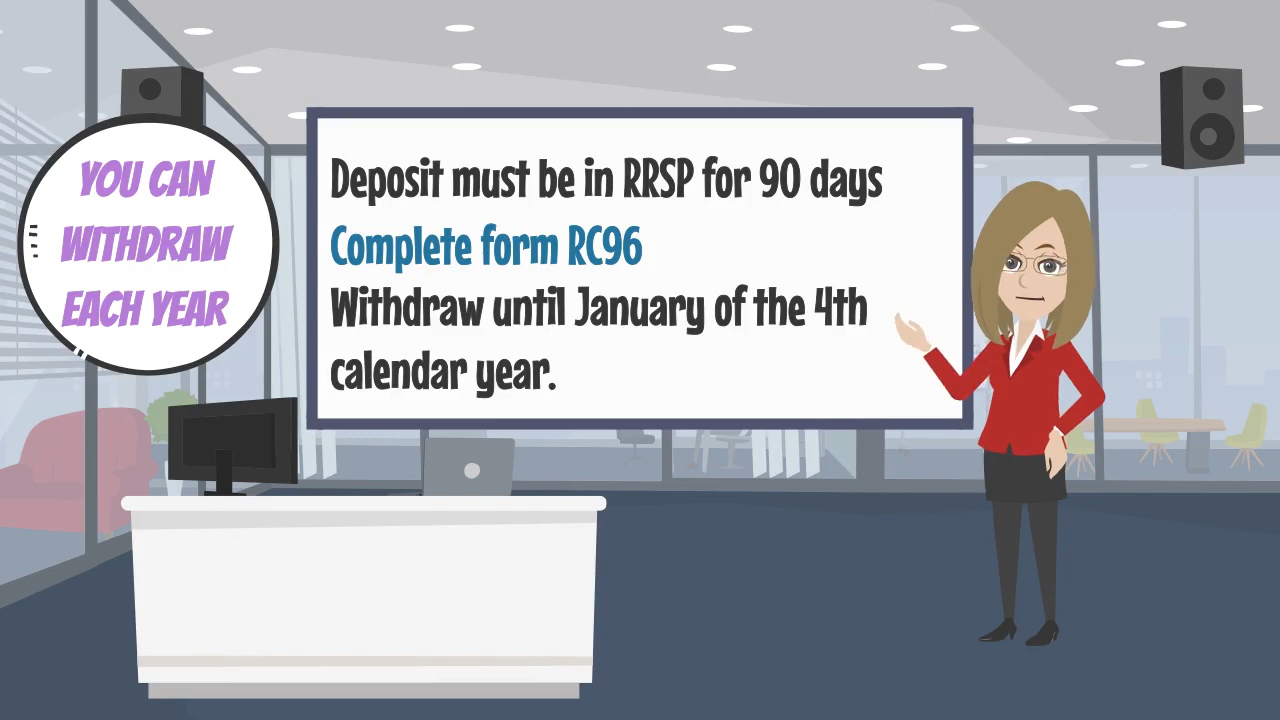 YOU CAN
WITHDRAW
EACH YEAR
Deposit must be in RRSP for 90 days
Complete form RC96
Withdraw until January of the 4th
calendar year.